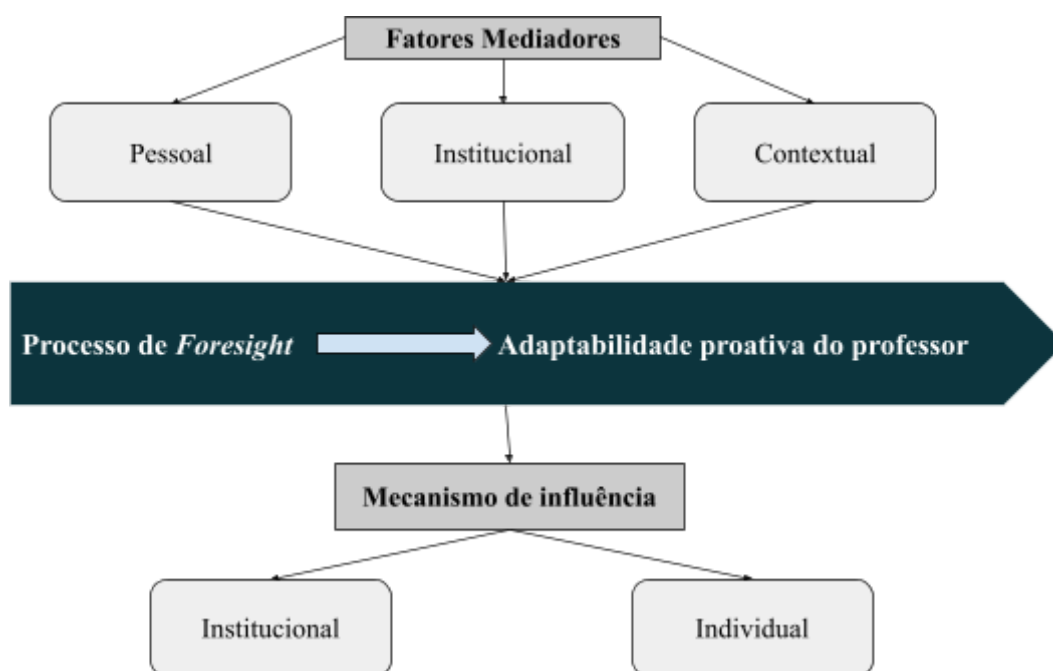 Fatores Mediadores
Pessoal
Institucional
Contextual
Processo de Foresight
Adaptabilidade proativa do professor
Mecanismo de influência
Institucional
Individual